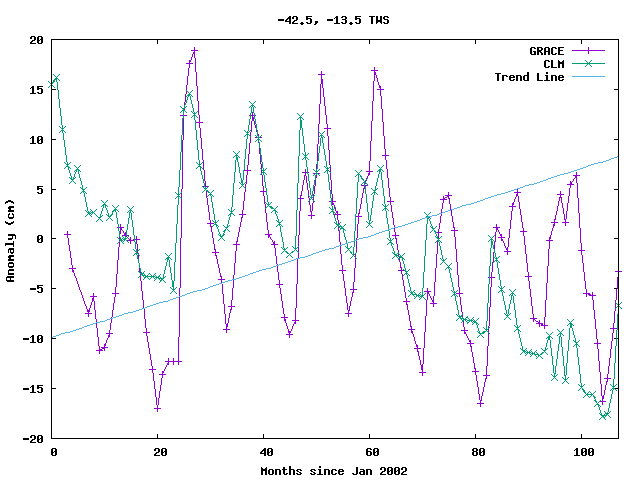 -42.5, -13.5 TWS
GRACE
CLM
Trend Line
20
15
10
5
0
-5
-10
-15
-20
Anomaly (cm)
0 20 40 60 80 100
Months since Jan 2002